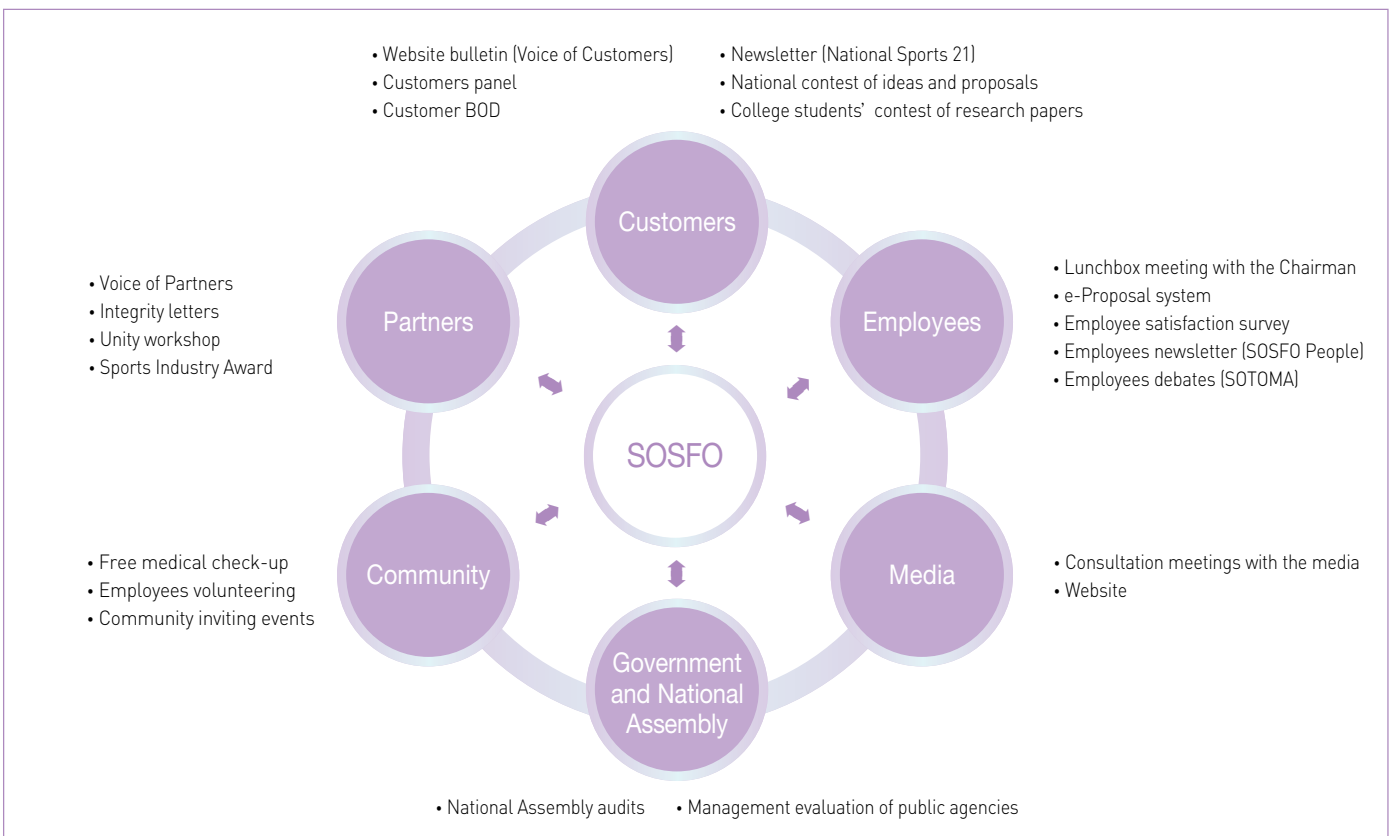 • Website bulletin (Voice of Customers)
• Customers panel
• Customer BOD
• Newsletter (National Sports 21)
• National contest of ideas and proposals
• College students’ contest of research papers
Customers
Partners
• Voice of Partners
• Integrity letters
• Unity workshop
• Sports Industry Award
Employees
• Lunchbox meeting with the Chairman
• e-Proposal system
• Employee satisfaction survey
• Employees newsletter (SOSFO People)
• Employees debates (SOTOMA)
SOSFO
Community
• Free medical check-up
• Employees volunteering
• Community inviting events
Media
• Consultation meetings with the media
• Website
Government
and National
Assembly
• National Assembly audits
• Management evaluation of public agencies